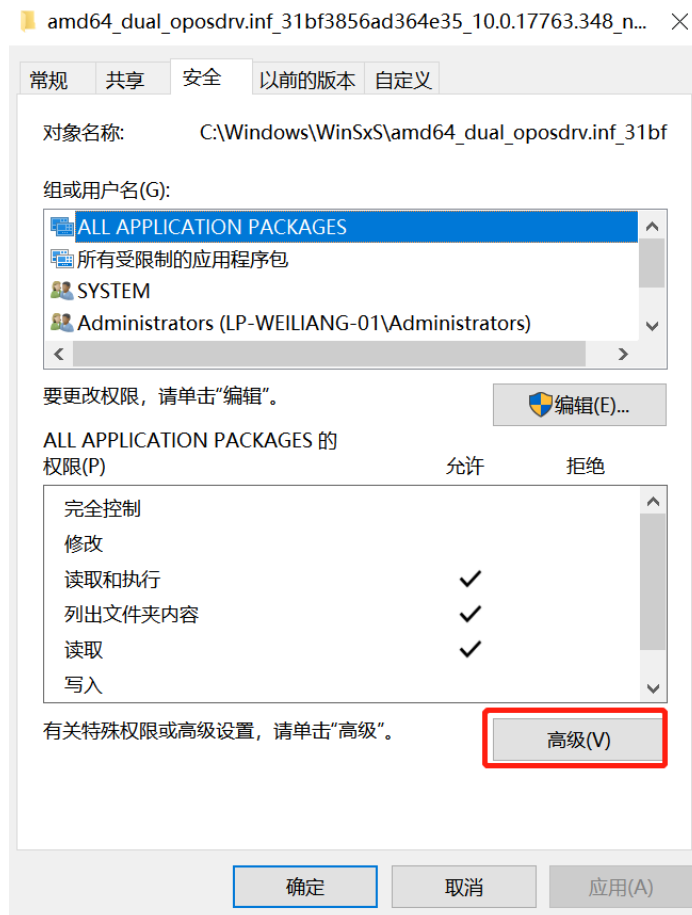 amd64_dual_oposdrv.inf_31bf3856ad364e35_10.0.17763.348_n...
常规 共享 安全 以前的版本 自定义
对象名称: C:\Windows\WinSxS\amd64_dual_oposdrv.inf_31bf
组或用户名(G):
ALL APPLICATION PACKAGES
所有受限制的应用程序包
SYSTEM
Administrators (LP-WEILIANG-01\Administrators)
要更改权限，请单击“编辑”。 编辑(E)...
ALL APPLICATION PACKAGES 的
权限(P) 允许 拒绝
完全控制
修改
读取和执行
列出文件夹内容
读取
写入
有关特殊权限或高级设置，请单击“高级”。 高级(V)
确定 取消 应用(A)